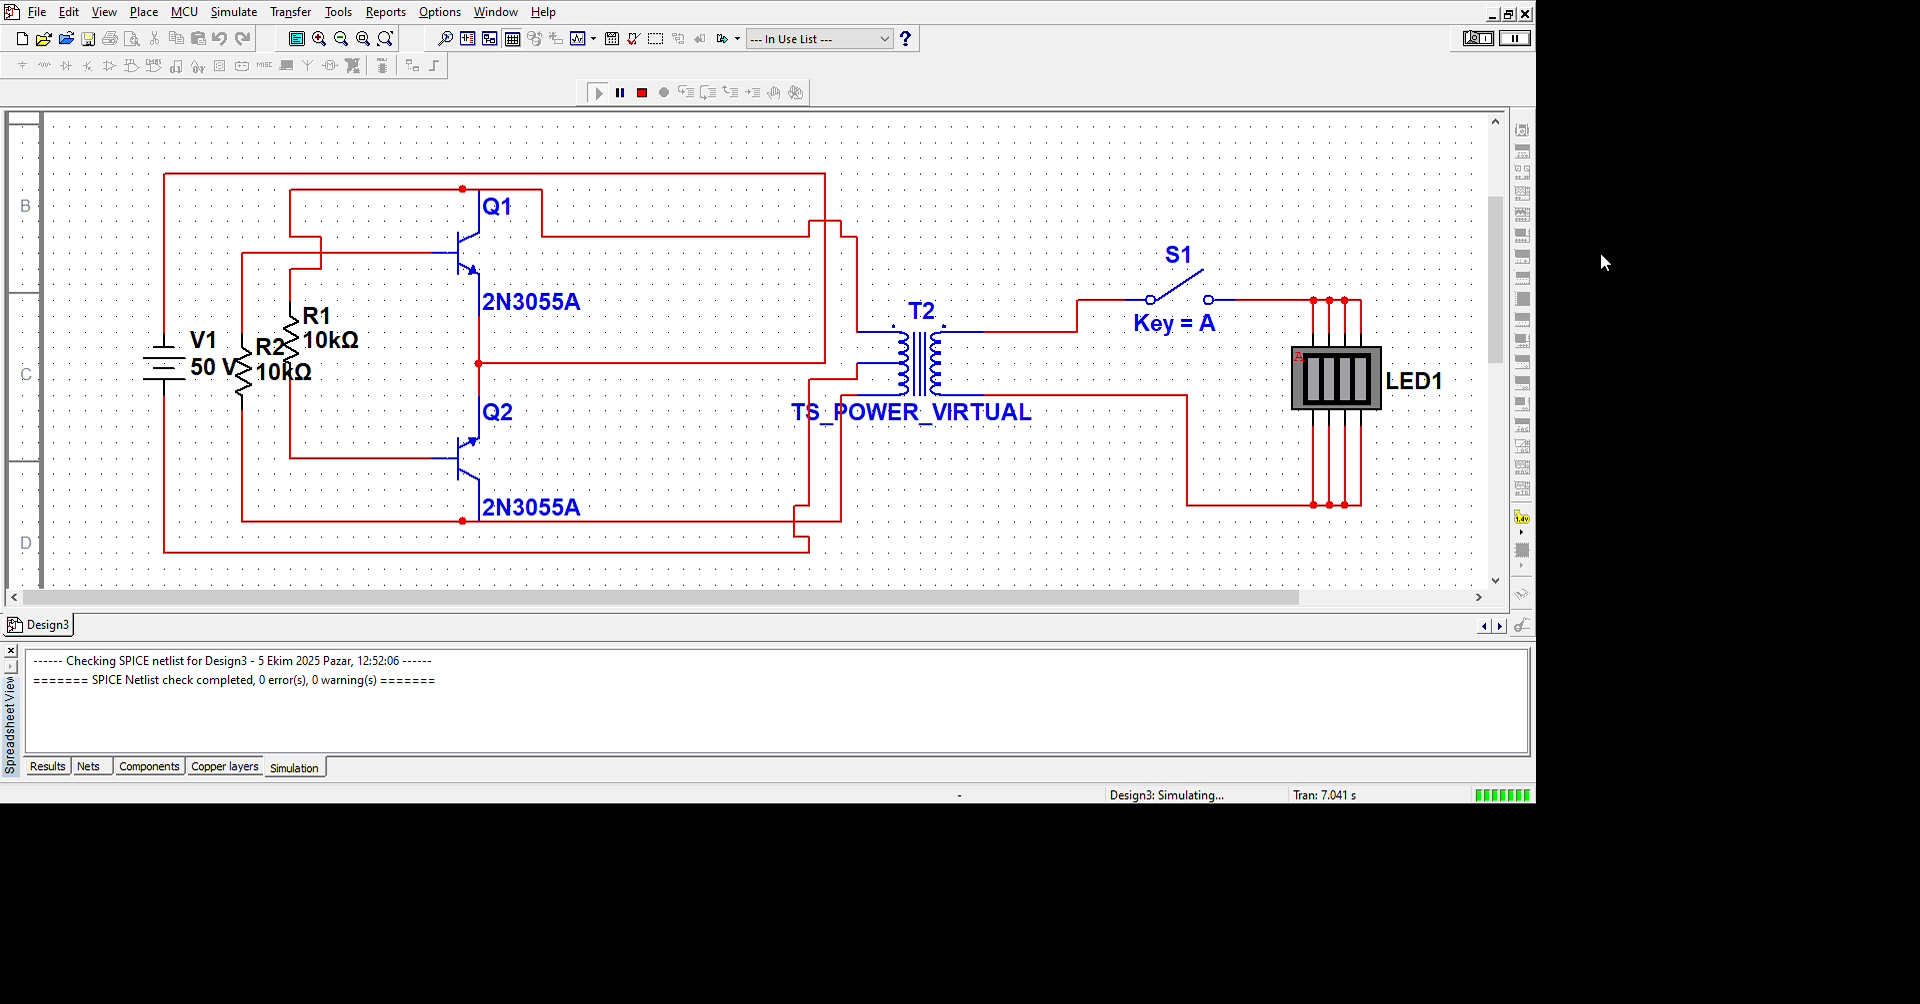 File Edit View Place MCU Simulate Transfer Tools Reports Options Window Help
--- In Use List ---
?
MISC
B
C
D
Q1
2N3055A
R1
10kΩ
V1
50 V
R2
10kΩ
Q2
2N3055A
T2
TS_POWER_VIRTUAL
S1
Key = A
A
LED1
1.4v
Design3
------ Checking SPICE netlist for Design3 - 5 Ekim 2025 Pazar, 12:52:06 ------
======= SPICE Netlist check completed, 0 error(s), 0 warning(s) =======
Spreadsheet View
Results Nets Components Copper layers Simulation
- Design3: Simulating... Tran: 7.041 s